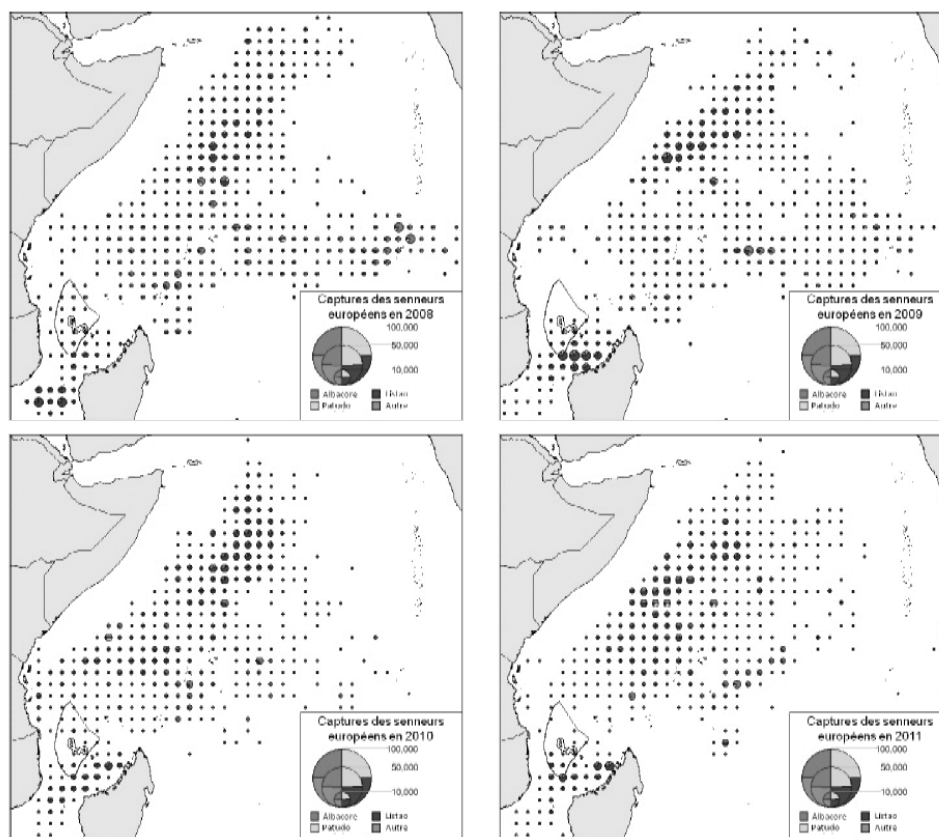 Captures des senneurs
européens en 2008
100,000
50,000
10,000
Albacore Listao
Patudo Autre
Captures des senneurs
européens en 2009
100,000
50,000
10,000
Albacore Listao
Patudo Autre
Captures des senneurs
européens en 2010
100,000
50,000
10,000
Albacore Listao
Patudo Autre
Captures des senneurs
européens en 2011
100,000
50,000
10,000
Albacore Listao
Patudo Autre